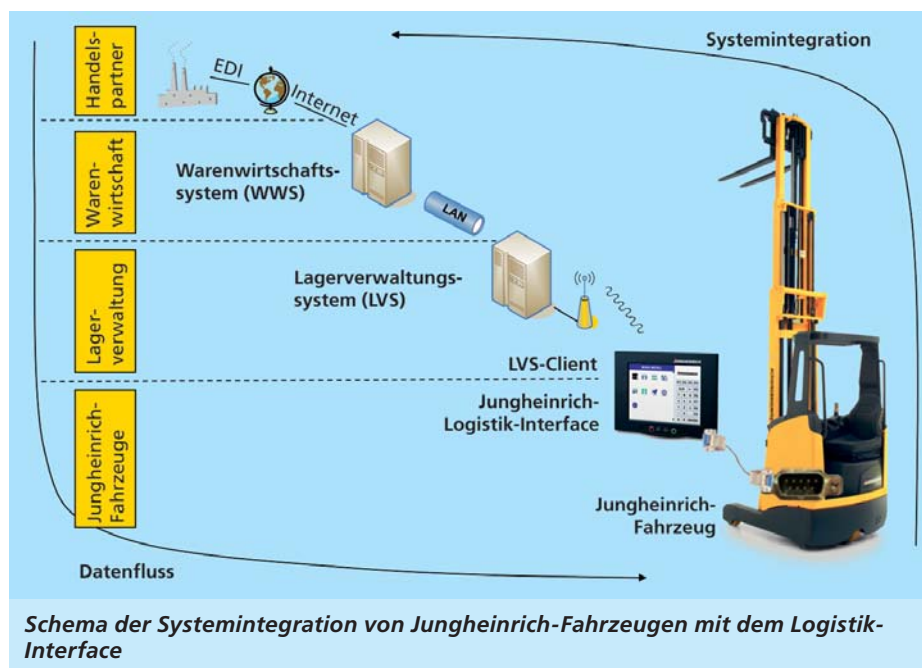 Systemintegration
Handels-
partner
EDI
Internet
Waren-
wirtschaft
Warenwirtschafts-
system (WWS)
LAN
Lager-
verwaltung
Lagerverwaltungs-
system (LVS)
LVS-Client
Jungheinrich-
Logistik-Interface
Jungheinrich-
Fahrzeuge
Jungheinrich-
Fahrzeug
Datenfluss
Schema der Systemintegration von Jungheinrich-Fahrzeugen mit dem Logistik-
Interface